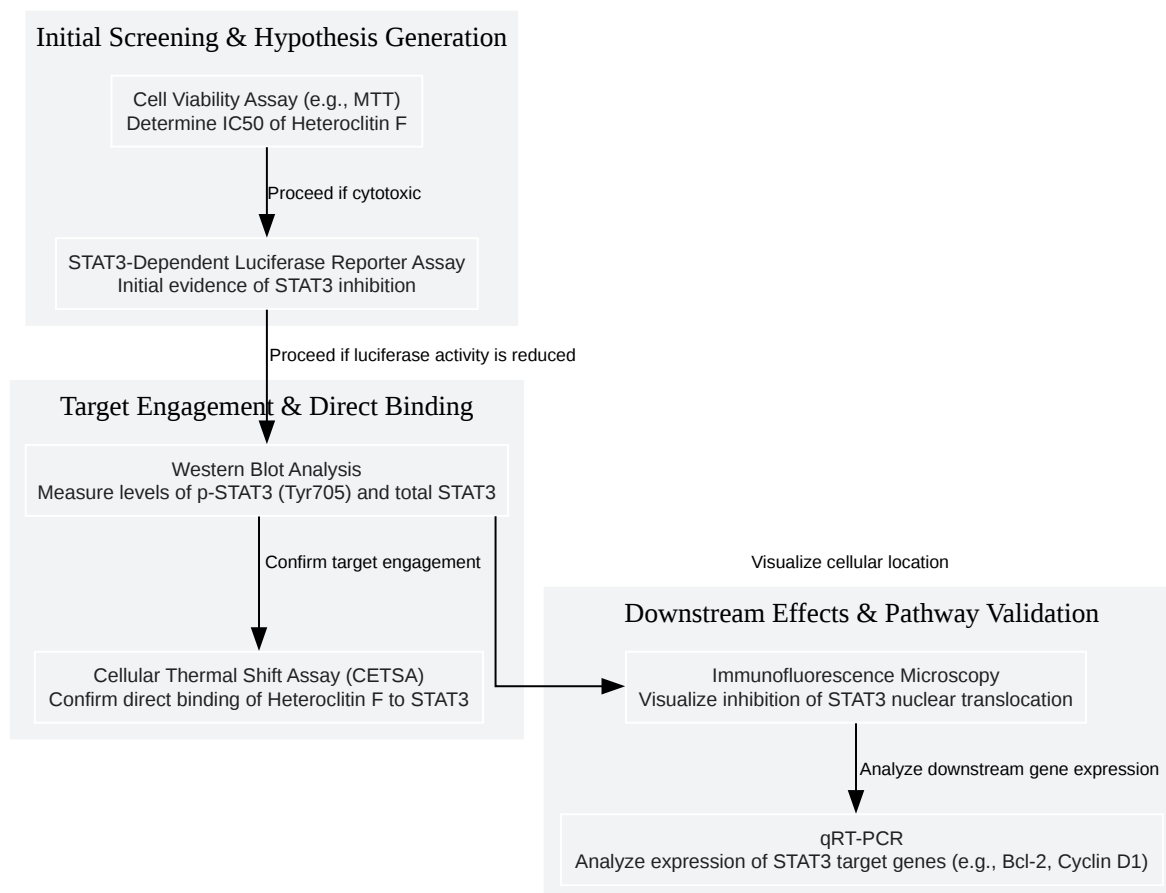 Initial Screening & Hypothesis Generation
Cell Viability Assay (e.g., MTT)
Determine IC50 of Heteroclitin F
Proceed if cytotoxic
STAT3-Dependent Luciferase Reporter Assay
Initial evidence of STAT3 inhibition
Proceed if luciferase activity is reduced
Target Engagement & Direct Binding
Western Blot Analysis
Measure levels of p-STAT3 (Tyr705) and total STAT3
Confirm target engagement
Visualize cellular location
Cellular Thermal Shift Assay (CETSA)
Confirm direct binding of Heteroclitin F to STAT3
Downstream Effects & Pathway Validation
Immunofluorescence Microscopy
Visualize inhibition of STAT3 nuclear translocation
Analyze downstream gene expression
qRT-PCR
Analyze expression of STAT3 target genes (e.g., Bcl-2, Cyclin D1)